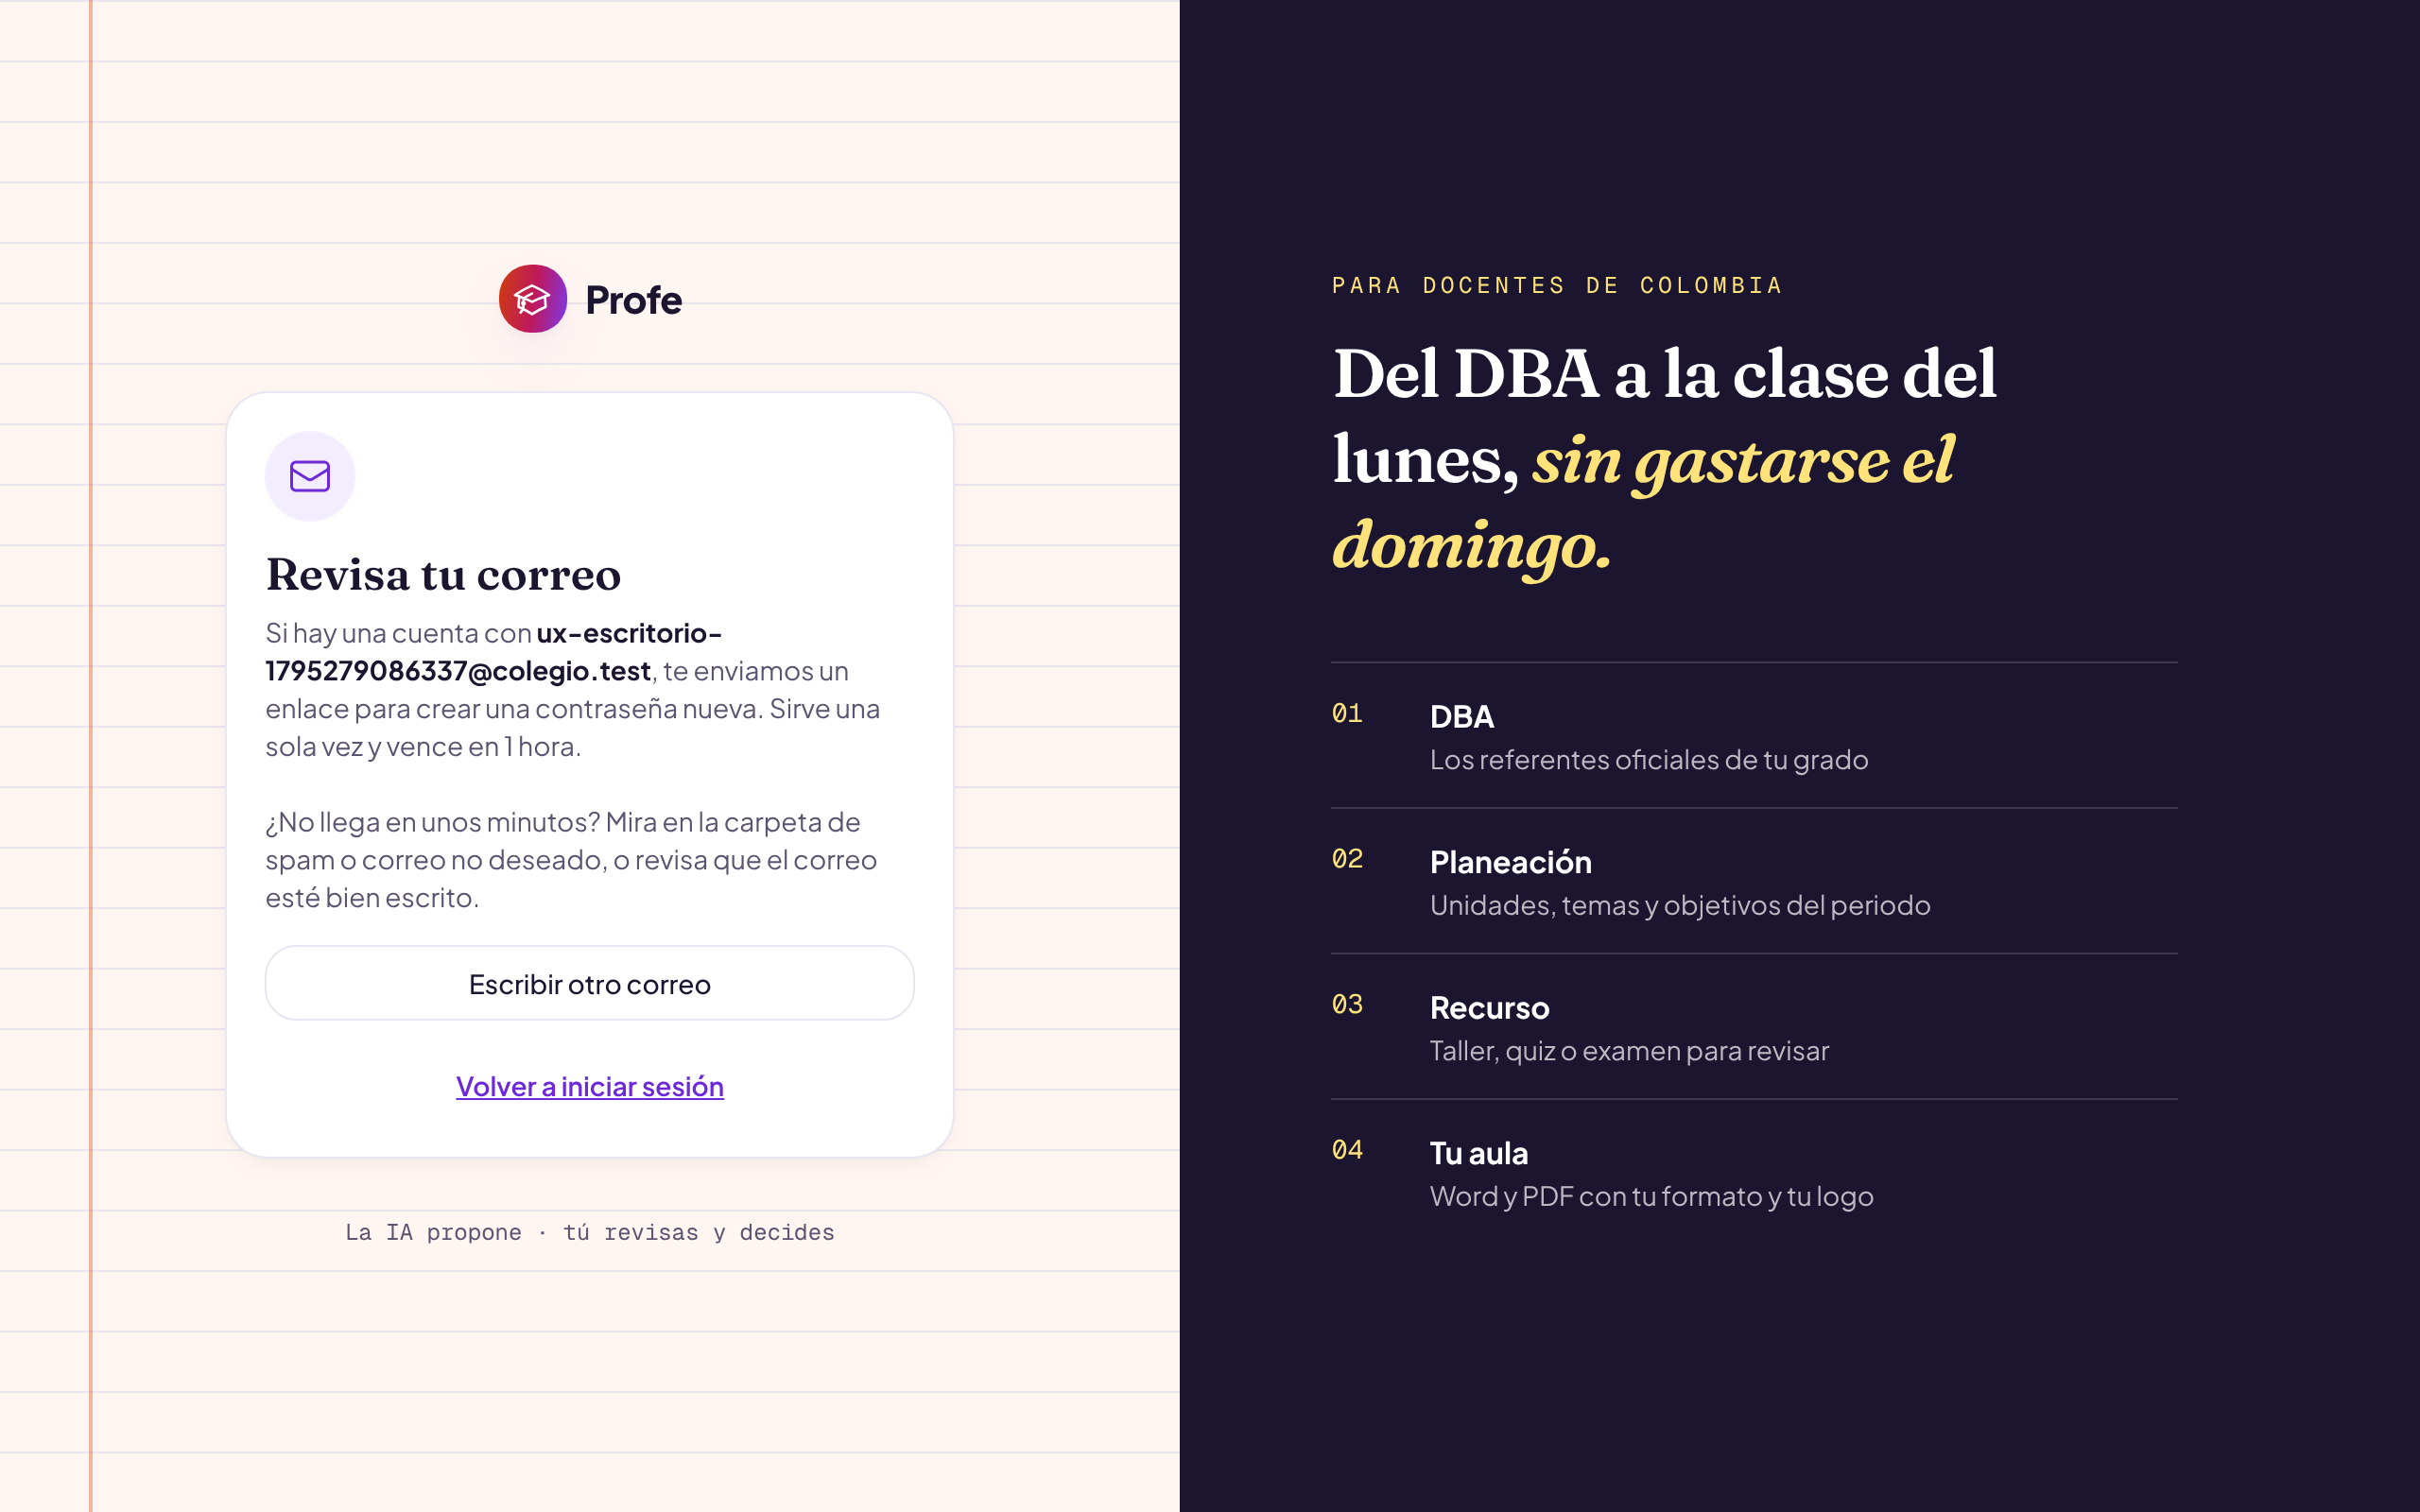 Profe
Revisa tu correo
Si hay una cuenta con ux-escritorio-
1795279086337@colegio.test, te enviamos un
enlace para crear una contraseña nueva. Sirve una
sola vez y vence en 1 hora.
¿No llega en unos minutos? Mira en la carpeta de
spam o correo no deseado, o revisa que el correo
esté bien escrito.
Escribir otro correo
Volver a iniciar sesión
La IA propone · tú revisas y decides
PARA DOCENTES DE COLOMBIA
Del DBA a la clase del
lunes, sin gastarse el
domingo.
01 DBA
Los referentes oficiales de tu grado
02 Planeación
Unidades, temas y objetivos del periodo
03 Recurso
Taller, quiz o examen para revisar
04 Tu aula
Word y PDF con tu formato y tu logo